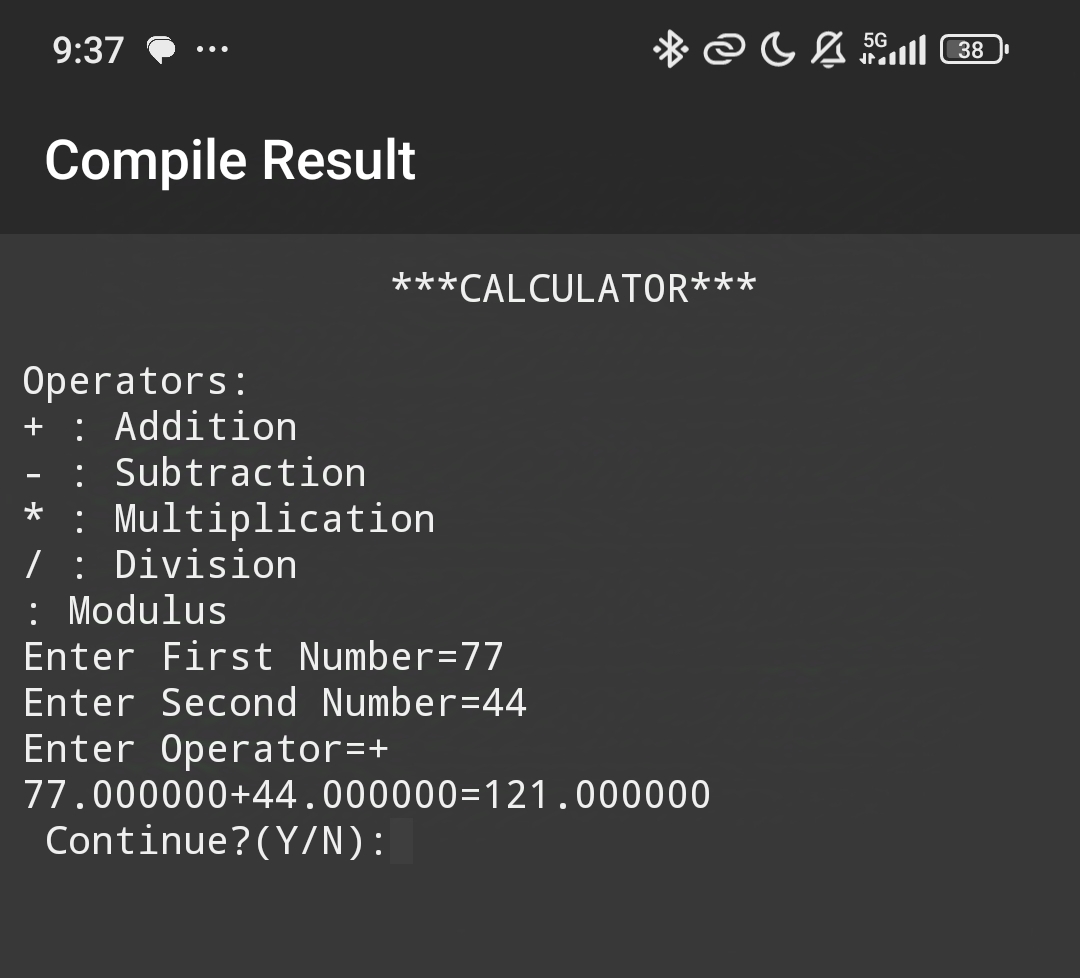 9:37 ... 5G 38
Compile Result
***CALCULATOR***
Operators:
+ : Addition
- : Subtraction
* : Multiplication
/ : Division
: Modulus
Enter First Number=77
Enter Second Number=44
Enter Operator=+
77.000000+44.000000=121.000000
Continue?(Y/N):